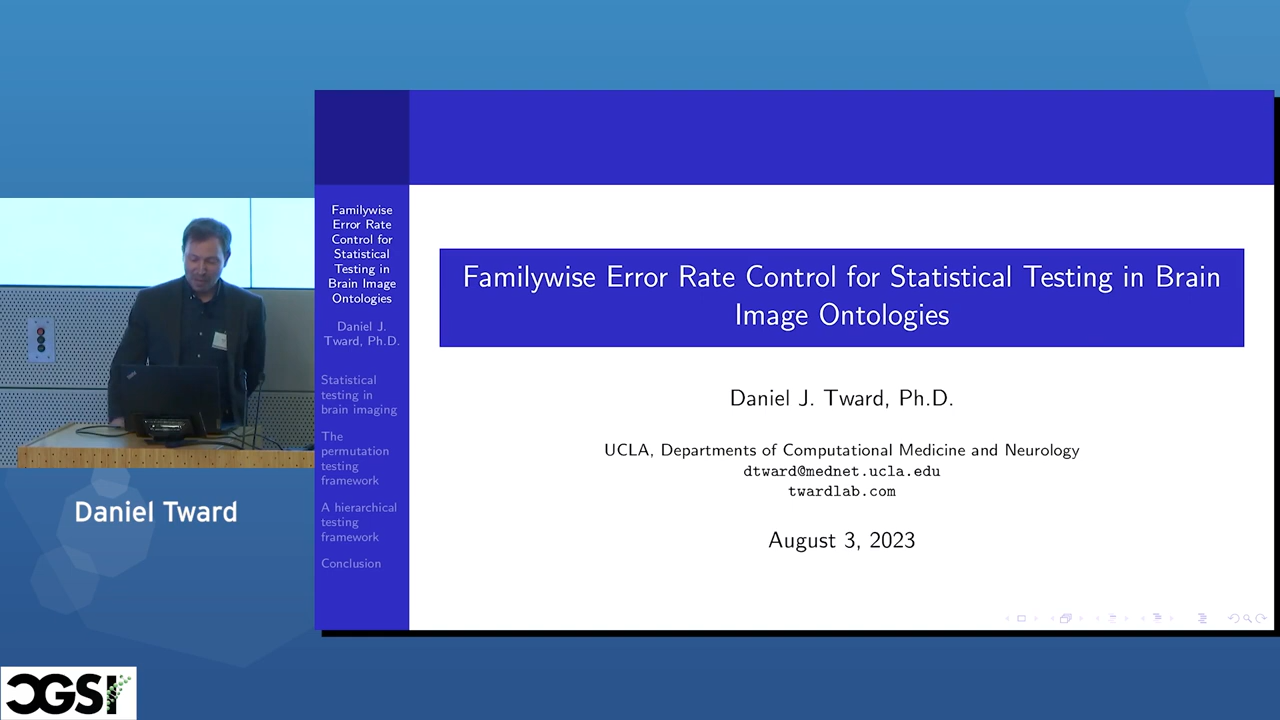 Familywise
Error Rate
Control for
Statistical
Testing in
Brain Image
Ontologies
Daniel J.
Tward, Ph.D.
Statistical
testing in
brain imaging
The
permutation
testing
framework
A hierarchical
testing
framework
Conclusion
Familywise Error Rate Control for Statistical Testing in Brain
Image Ontologies
Daniel J. Tward, Ph.D.
UCLA, Departments of Computational Medicine and Neurology
dtward@mednet.ucla.edu
twardlab.com
August 3, 2023
Daniel Tward
CGSI